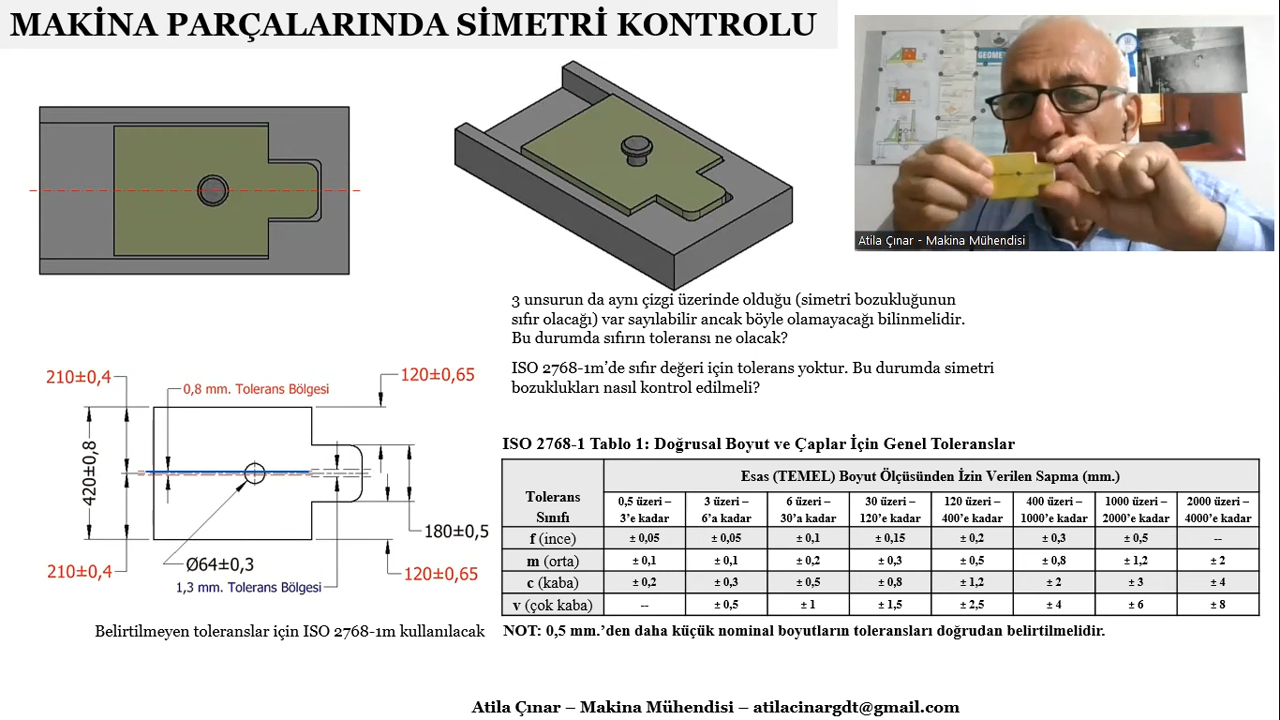 MAKİNA PARÇALARINDA SİMETRİ KONTROLU
GEOME
Atila Çınar - Makina Mühendisi
3 unsurun da aynı çizgi üzerinde olduğu (simetri bozukluğunun
sıfır olacağı) var sayılabilir ancak böyle olamayacağı bilinmelidir.
Bu durumda sıfırın toleransı ne olacak?
ISO 2768-1m’de sıfır değeri için tolerans yoktur. Bu durumda simetri
bozuklukları nasıl kontrol edilmeli?
210±0,4
0,8 mm. Tolerans Bölgesi
120±0,65
420±0,8
180±0,5
Ø64±0,3
210±0,4
120±0,65
1,3 mm. Tolerans Bölgesi
Belirtilmeyen toleranslar için ISO 2768-1m kullanılacak
ISO 2768-1 Tablo 1: Doğrusal Boyut ve Çaplar İçin Genel Toleranslar
Tolerans
Sınıfı
Esas (TEMEL) Boyut Ölçüsünden İzin Verilen Sapma (mm.)
0,5 üzeri – 3 üzeri – 6 üzeri – 30 üzeri – 120 üzeri – 400 üzeri – 1000 üzeri – 2000 üzeri –
3’e kadar 6’a kadar 30’a kadar 120’e kadar 400’e kadar 1000’e kadar 2000’e kadar 4000’e kadar
f (ince) ± 0,05 ± 0,05 ± 0,1 ± 0,15 ± 0,2 ± 0,3 ± 0,5 --
m (orta) ± 0,1 ± 0,1 ± 0,2 ± 0,3 ± 0,5 ± 0,8 ± 1,2 ± 2
c (kaba) ± 0,2 ± 0,3 ± 0,5 ± 0,8 ± 1,2 ± 2 ± 3 ± 4
v (çok kaba) -- ± 0,5 ± 1 ± 1,5 ± 2,5 ± 4 ± 6 ± 8
NOT: 0,5 mm.’den daha küçük nominal boyutların toleransları doğrudan belirtilmelidir.
Atila Çınar – Makina Mühendisi – atilacinargdt@gmail.com